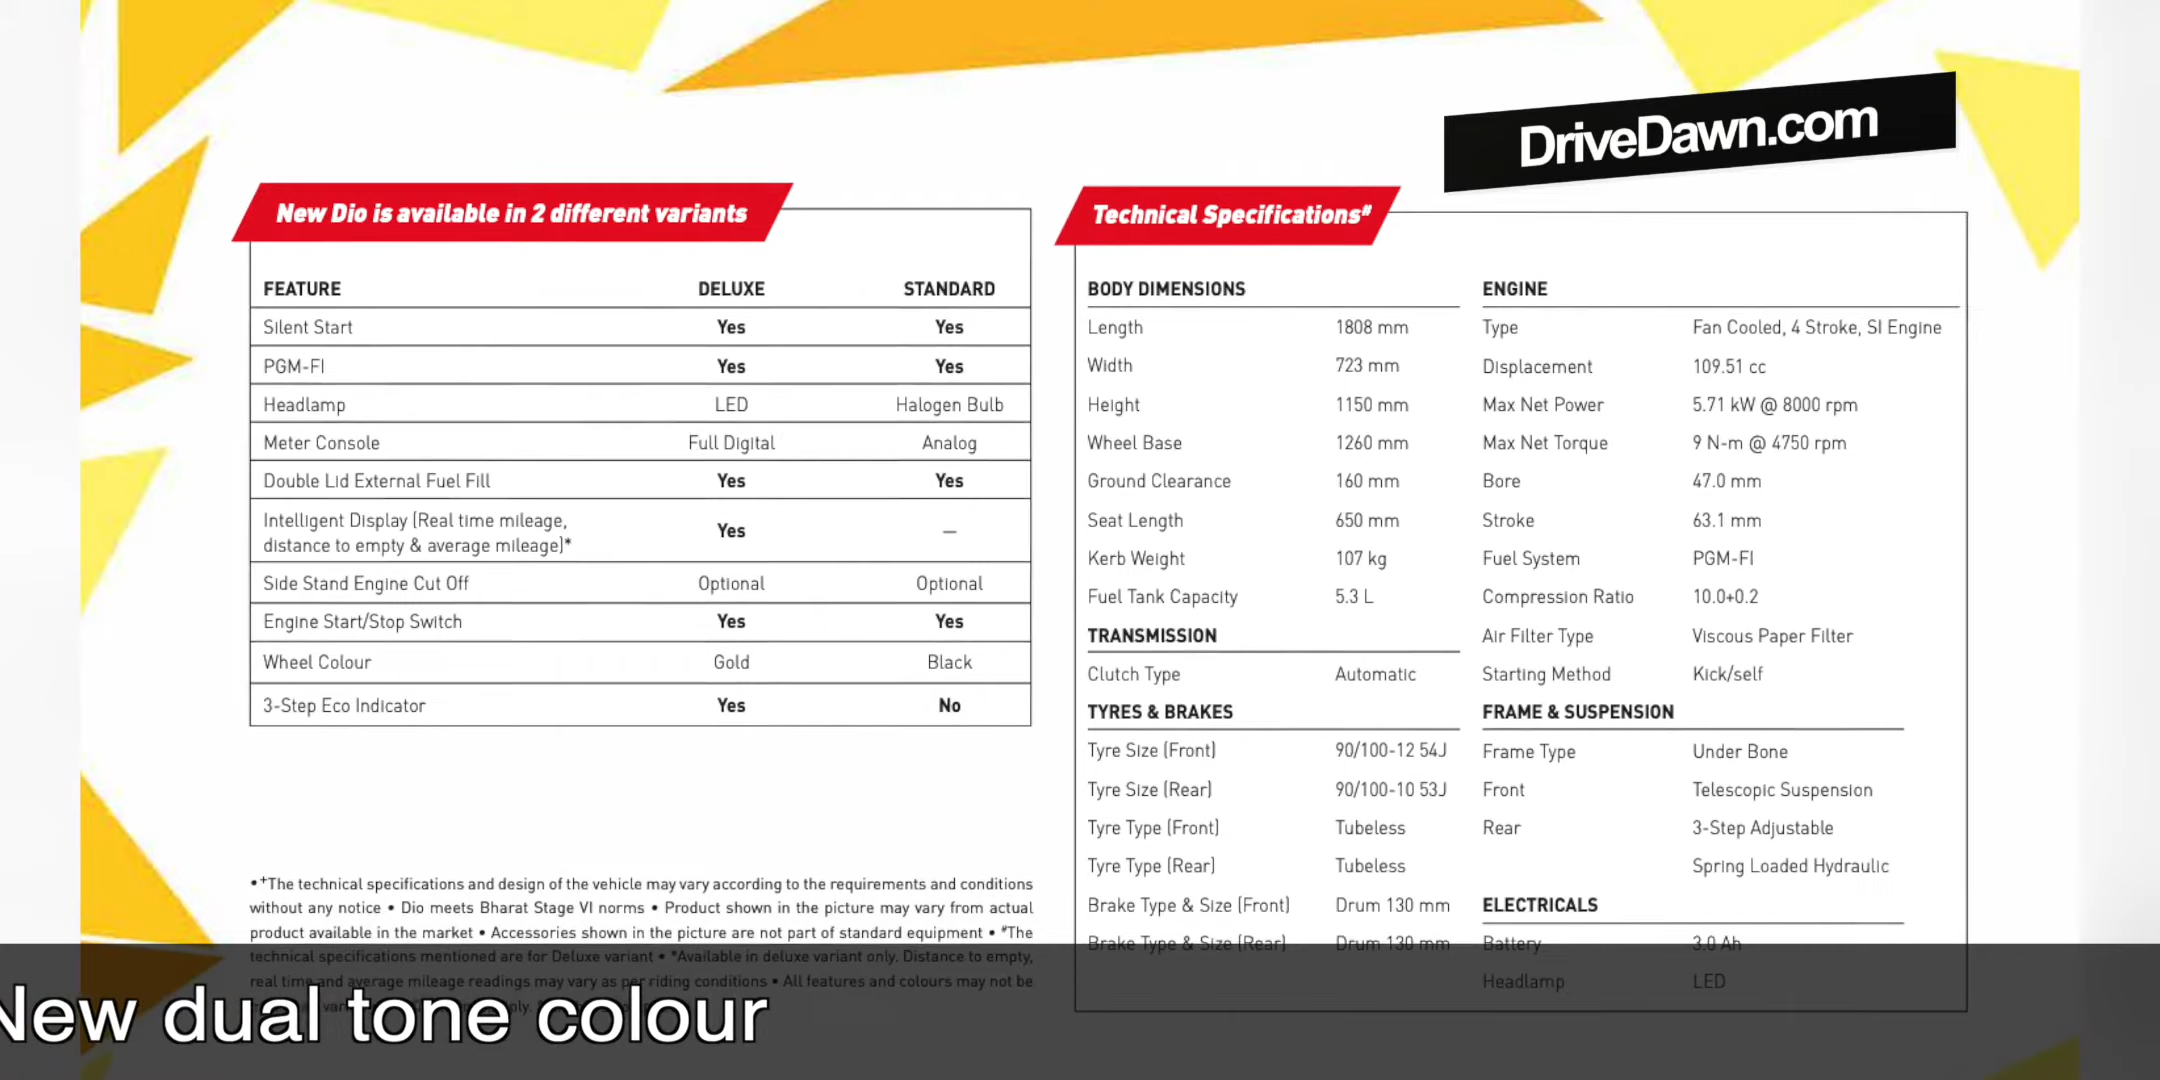 DriveDawn.com
New Dio is available in 2 different variants
FEATURE DELUXE STANDARD
Silent Start Yes Yes
PGM-FI Yes Yes
Headlamp LED Halogen Bulb
Meter Console Full Digital Analog
Double Lid External Fuel Fill Yes Yes
Intelligent Display (Real time mileage,
distance to empty & average mileage)* Yes –
Side Stand Engine Cut Off Optional Optional
Engine Start/Stop Switch Yes Yes
Wheel Colour Gold Black
3-Step Eco Indicator Yes No
•⁺The technical specifications and design of the vehicle may vary according to the requirements and conditions
without any notice • Dio meets Bharat Stage VI norms • Product shown in the picture may vary from actual
product available in the market • Accessories shown in the picture are not part of standard equipment • #The
technical specifications mentioned are for Deluxe variant • *Available in deluxe variant only. Distance to empty,
real time and average mileage readings may vary as per riding conditions • All features and colours may not be
Technical Specifications#
BODY DIMENSIONS
Length 1808 mm
Width 723 mm
Height 1150 mm
Wheel Base 1260 mm
Ground Clearance 160 mm
Seat Length 650 mm
Kerb Weight 107 kg
Fuel Tank Capacity 5.3 L
TRANSMISSION
Clutch Type Automatic
TYRES & BRAKES
Tyre Size (Front) 90/100-12 54J
Tyre Size (Rear) 90/100-10 53J
Tyre Type (Front) Tubeless
Tyre Type (Rear) Tubeless
Brake Type & Size (Front) Drum 130 mm
Brake Type & Size (Rear) Drum 130 mm
ENGINE
Type Fan Cooled, 4 Stroke, SI Engine
Displacement 109.51 cc
Max Net Power 5.71 kW @ 8000 rpm
Max Net Torque 9 N-m @ 4750 rpm
Bore 47.0 mm
Stroke 63.1 mm
Fuel System PGM-FI
Compression Ratio 10.0+0.2
Air Filter Type Viscous Paper Filter
Starting Method Kick/self
FRAME & SUSPENSION
Frame Type Under Bone
Front Telescopic Suspension
Rear 3-Step Adjustable
Spring Loaded Hydraulic
ELECTRICALS
Battery 3.0 Ah
Headlamp LED
New dual tone colour